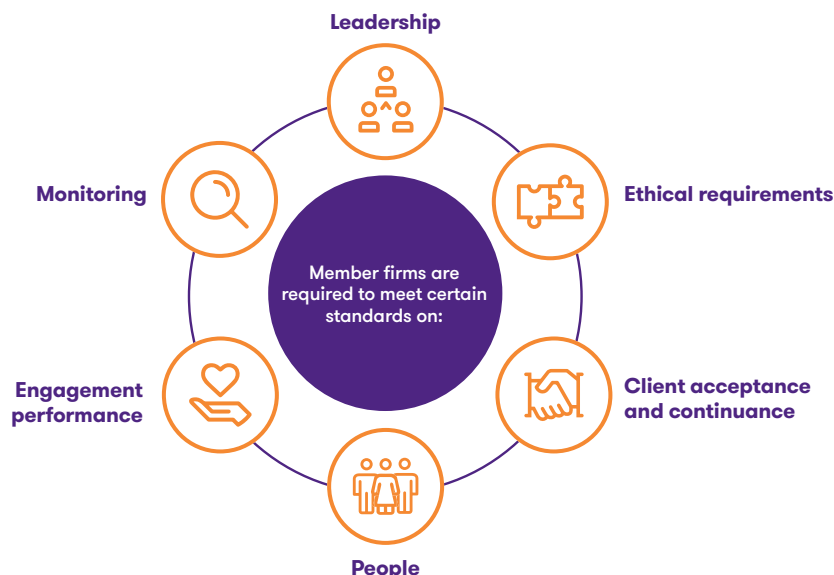 Leadership
Monitoring
Ethical requirements
Member firms are
required to meet certain
standards on:
Engagement
performance
Client acceptance
and continuance
People